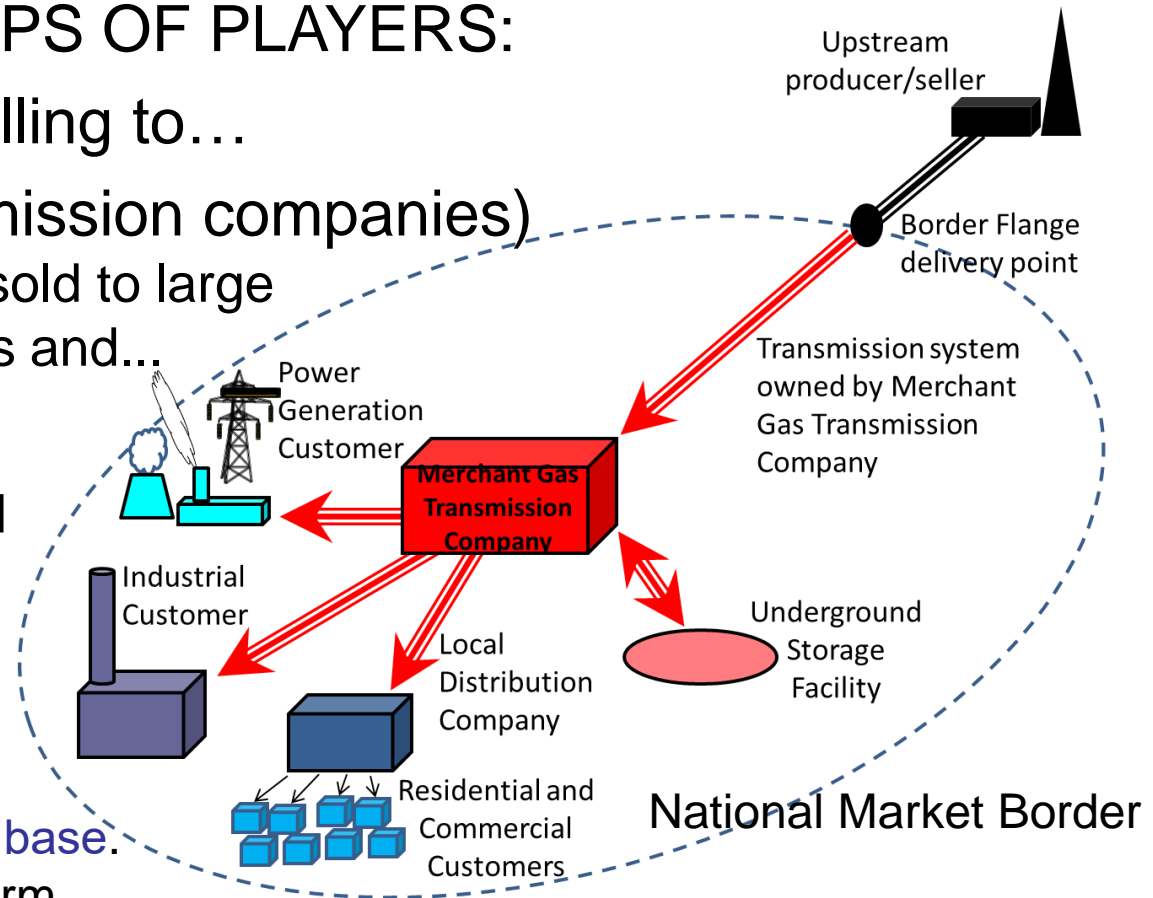 PS OF PLAYERS:
lling to…
mission companies)
sold to large
s and...
base.
rm
Upstream
producer/seller
Border Flange
delivery point
Transmission system
owned by Merchant
Gas Transmission
Company
Power
Generation
Customer
Merchant Gas
Transmission
Company
Industrial
Customer
Local
Distribution
Company
Underground
Storage
Facility
Residential and
Commercial
Customers
National Market Border